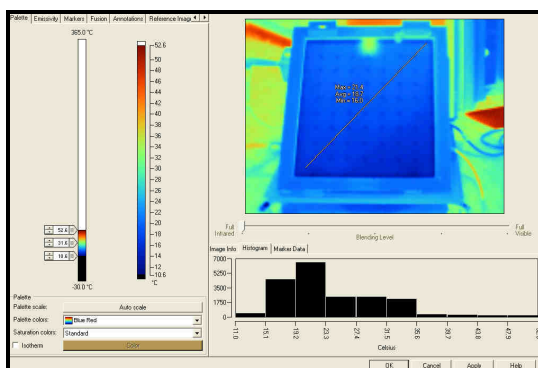 Palette Emissivity Markers Fusion Annotations Reference Image
365.0 °C
52.6
50
48
46
44
42
40
38
36
34
32
30
28
26
24
22
20
18
16
14
12
10.6
°C
52.6
31.6
10.6
-30.0 °C
Palette
Palette scale: Auto scale
Palette colors: Blue Red
Saturation colors: Standard
Isotherm Color
Avg = 19.7
Full Infrared
Blending Level
Full Visible
Image Info Histogram Marker Data
7000
5250
3500
1750
0
11.0 15.1 19.2 23.3 27.4 31.5 35.6 39.7 43.8 47.9
Celsius
OK Cancel Apply Help